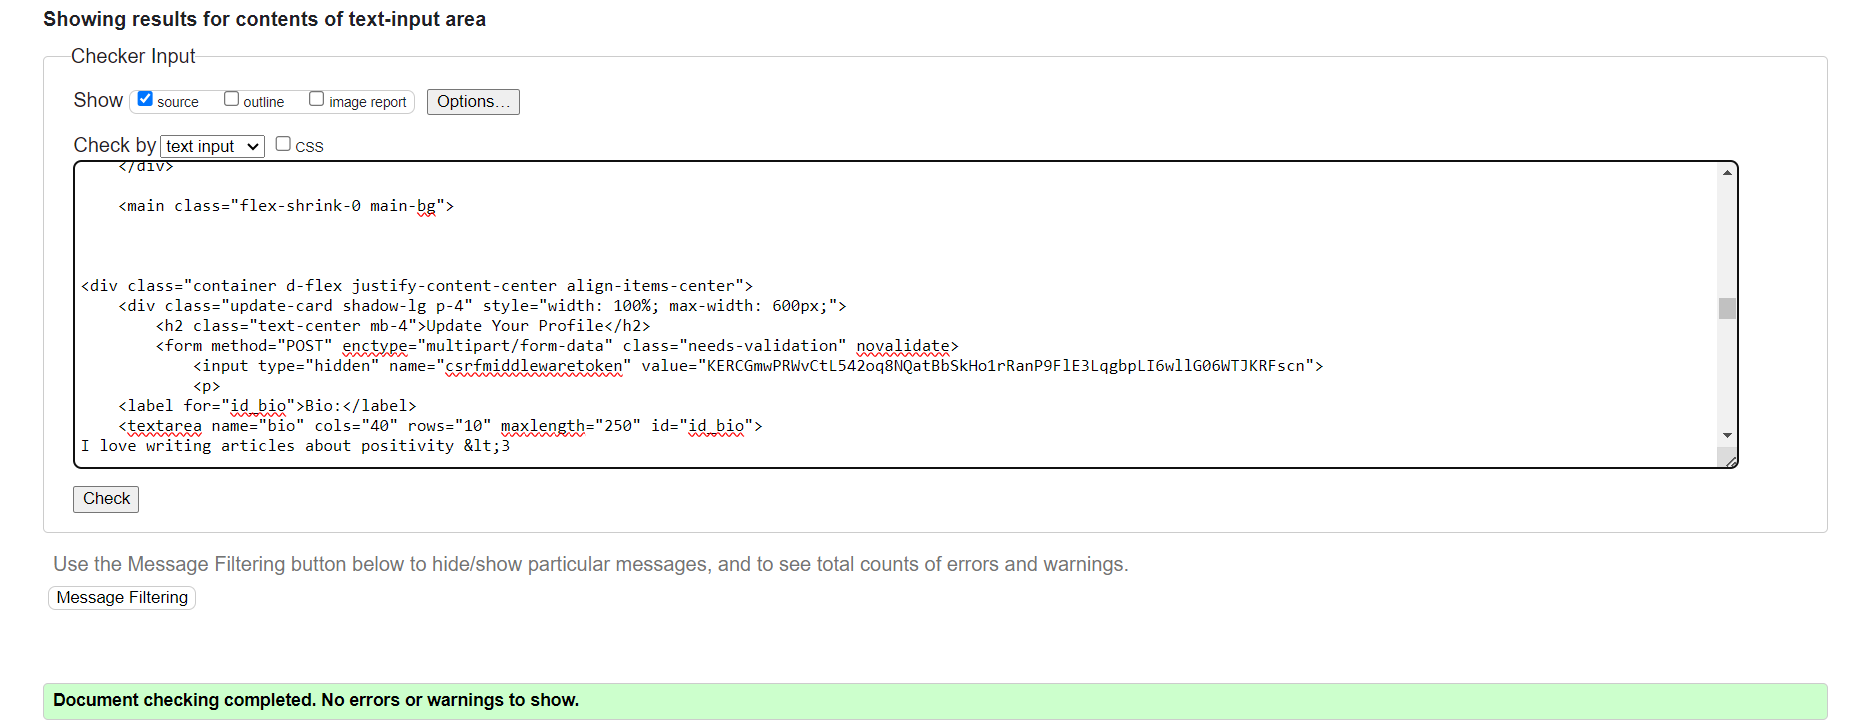 Showing results for contents of text-input area
Checker Input
Show source outline image report Options...
Check by text input CSS
</div>
<main class="flex-shrink-0 main-bg">
<div class="container d-flex justify-content-center align-items-center">
<div class="update-card shadow-lg p-4" style="width: 100%; max-width: 600px;">
<h2 class="text-center mb-4">Update Your Profile</h2>
<form method="POST" enctype="multipart/form-data" class="needs-validation" novalidate>
<input type="hidden" name="csrfmiddlewaretoken" value="KERCGmwPRWvCtL542oq8NQatBbSkHo1rRanP9FlE3LqgbpLI6wllG06WTJKRFscn">
<p>
<label for="id_bio">Bio:</label>
<textarea name="bio" cols="40" rows="10" maxlength="250" id="id_bio">
I love writing articles about positivity &lt;3
Check
Use the Message Filtering button below to hide/show particular messages, and to see total counts of errors and warnings.
Message Filtering
Document checking completed. No errors or warnings to show.